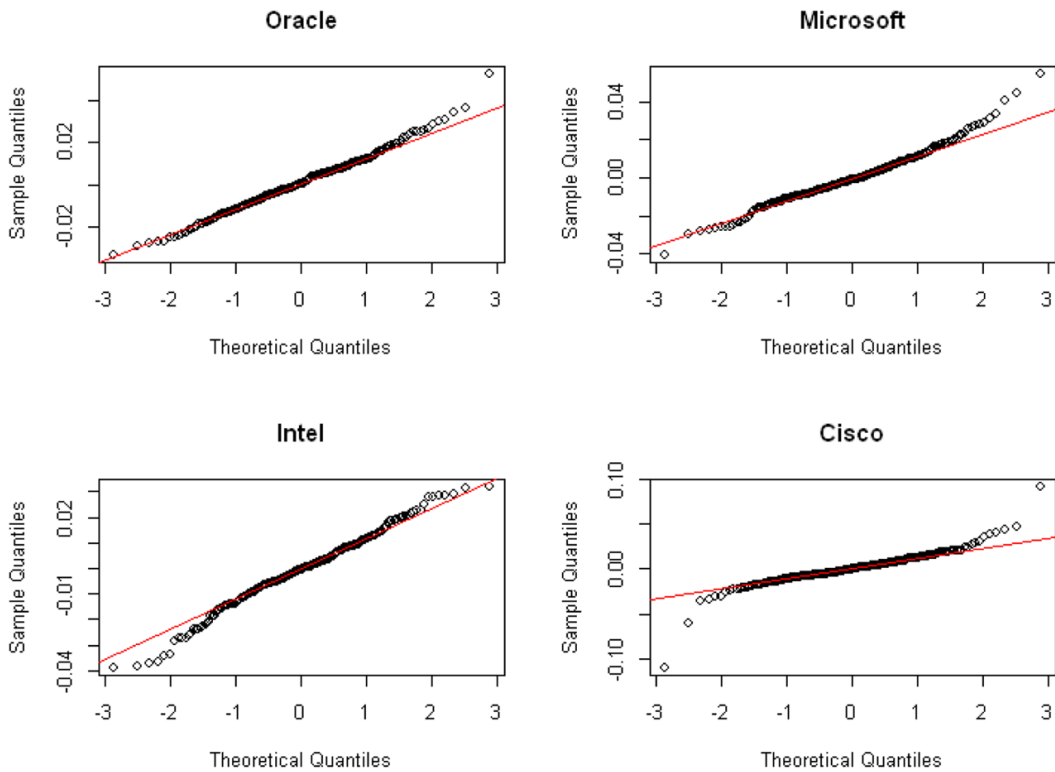 Oracle
Sample Quantiles
0.02
-0.02
-3 -2 -1 0 1 2 3
Theoretical Quantiles
Microsoft
Sample Quantiles
0.04
0.00
-0.04
-3 -2 -1 0 1 2 3
Theoretical Quantiles
Intel
Sample Quantiles
0.02
-0.01
-0.04
-3 -2 -1 0 1 2 3
Theoretical Quantiles
Cisco
Sample Quantiles
0.10
0.00
-0.10
-3 -2 -1 0 1 2 3
Theoretical Quantiles